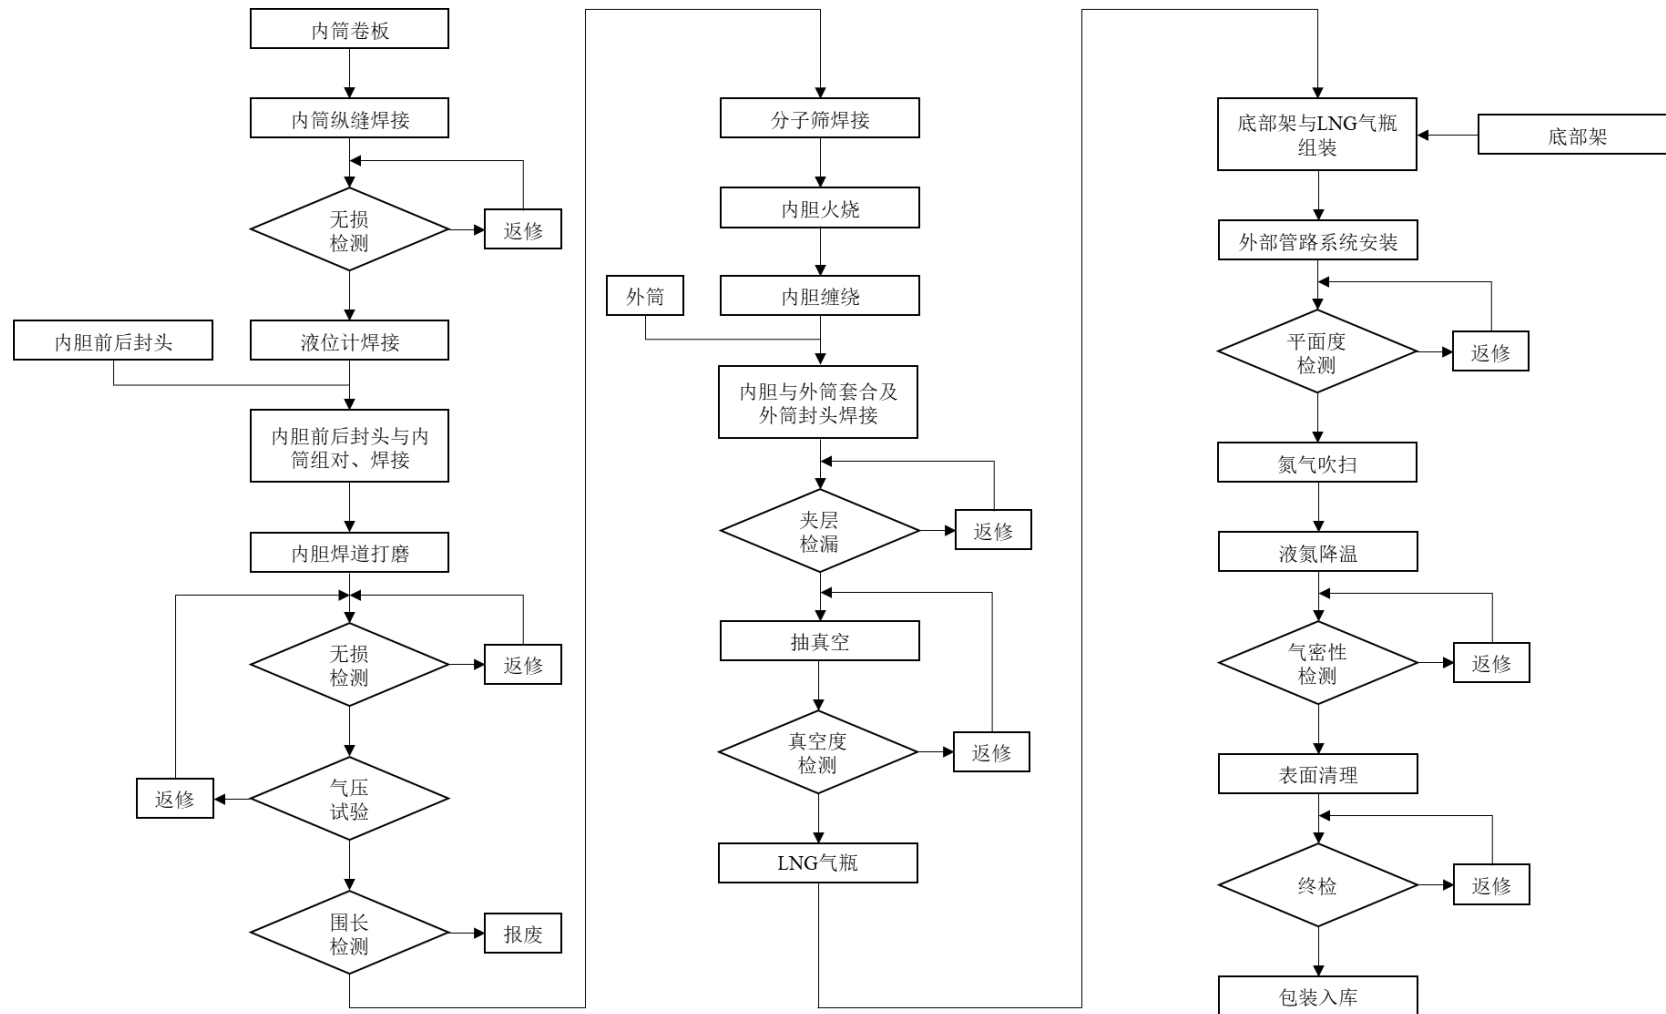 内筒卷板
内筒纵缝焊接
无损
检测
返修
液位计焊接
内胆前后封头
内胆前后封头与内
筒组对、焊接
内胆焊道打磨
无损
检测
返修
气压
试验
返修
围长
检测
报废
分子筛焊接
内胆火烧
外筒
内胆缠绕
内胆与外筒套合及
外筒封头焊接
夹层
检漏
返修
抽真空
真空度
检测
返修
LNG气瓶
底部架与LNG气瓶
组装
底部架
外部管路系统安装
平面度
检测
返修
氮气吹扫
液氮降温
气密性
检测
返修
表面清理
终检
返修
包装入库